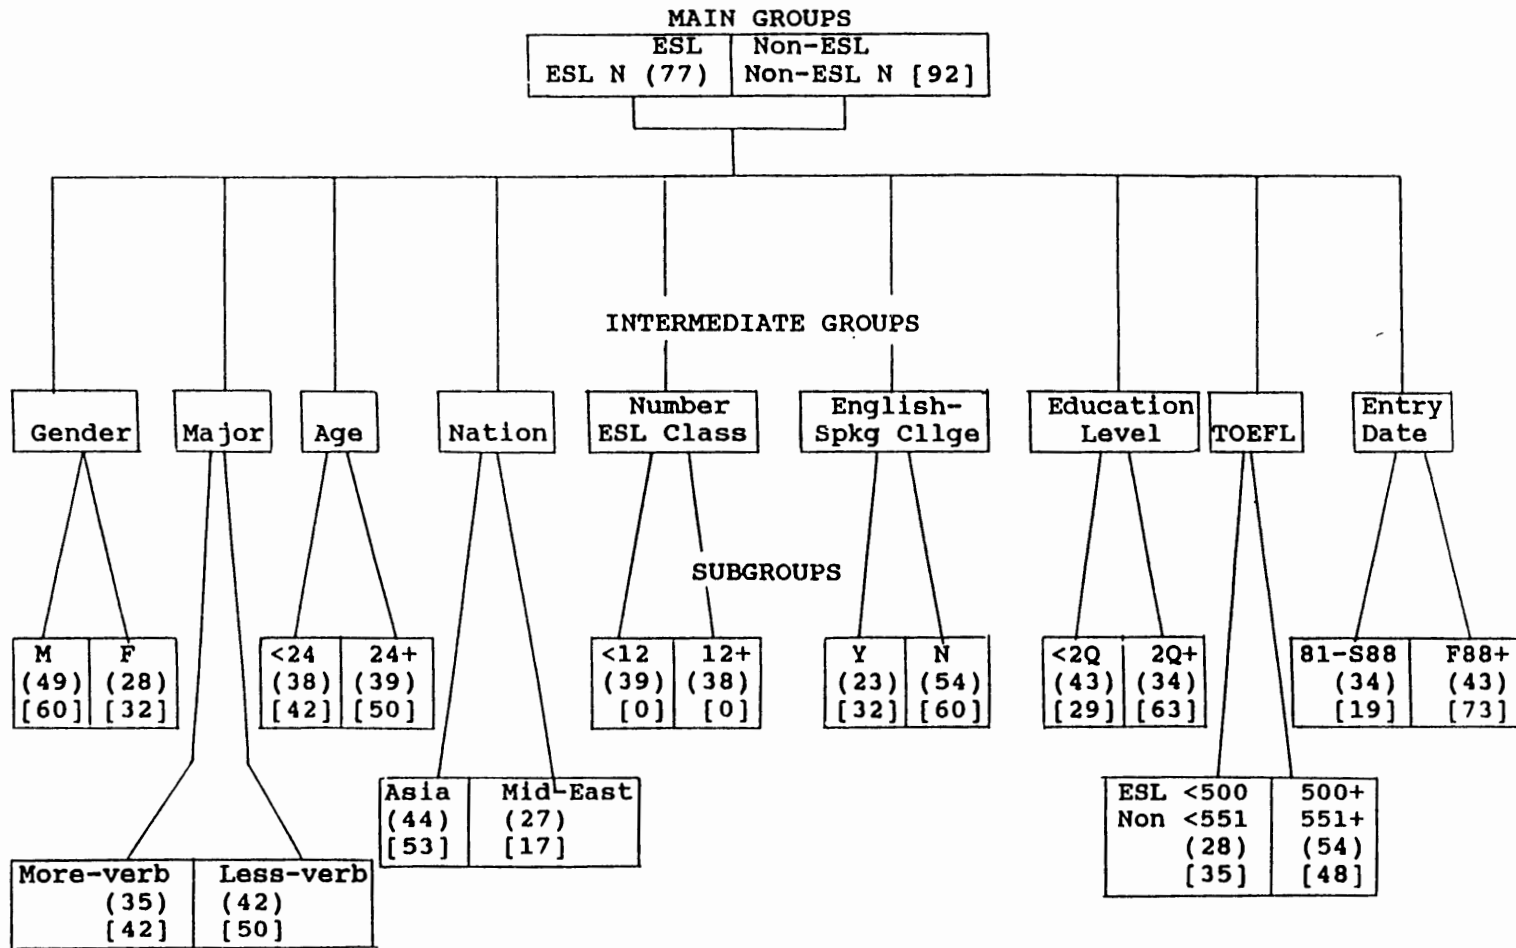 MAIN GROUPS
ESL Non-ESL
ESL N (77) Non-ESL N [92]
INTERMEDIATE GROUPS
Gender
Major
Age
Nation
Number
ESL Class
English-
Spkg Cllge
Education
Level
TOEFL
Entry
Date
SUBGROUPS
M F
(49) (28)
[60] [32]
<24 24+
(38) (39)
[42] [50]
<12 12+
(39) (38)
[0] [0]
Y N
(23) (54)
[32] [60]
<2Q 2Q+
(43) (34)
[29] [63]
81-S88 F88+
(34) (43)
[19] [73]
Asia Mid-East
(44) (27)
[53] [17]
ESL <500 500+
Non <551 551+
(28) (54)
[35] [48]
More-verb Less-verb
(35) (42)
[42] [50]